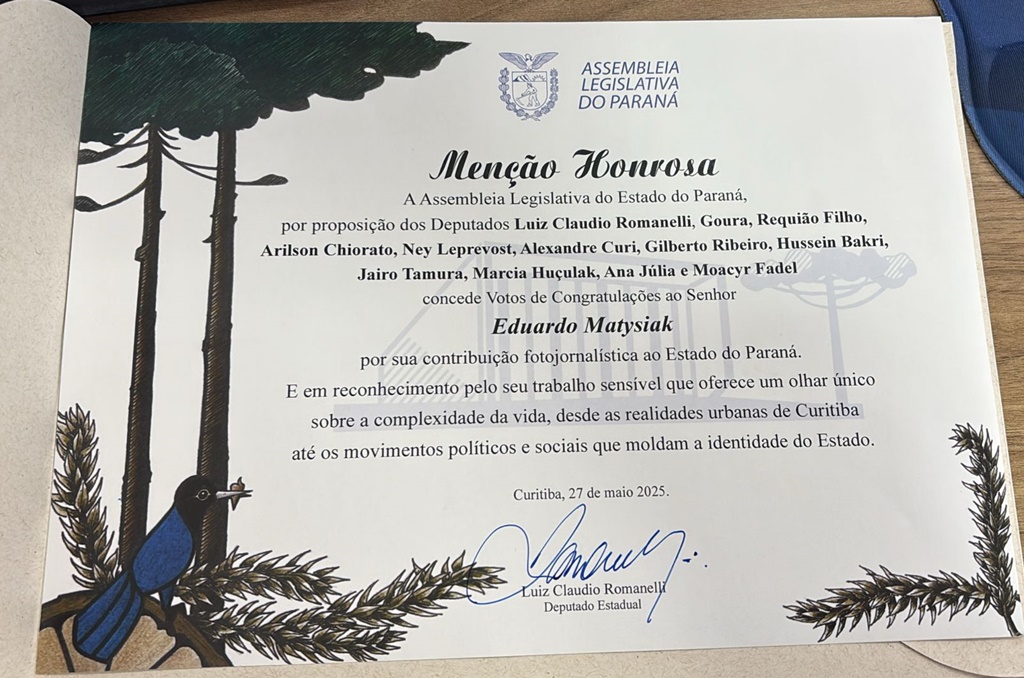 ASSEMBLEIA
LEGISLATIVA
DO PARANÁ
Menção Honrosa
A Assembleia Legislativa do Estado do Paraná,
por proposição dos Deputados Luiz Claudio Romanelli, Goura, Requião Filho,
Arilson Chiorato, Ney Leprevost, Alexandre Curi, Gilberto Ribeiro, Hussein Bakri,
Jairo Tamura, Marcia Huçulak, Ana Júlia e Moacyr Fadel
concede Votos de Congratulações ao Senhor
Eduardo Matysiak
por sua contribuição fotojornalística ao Estado do Paraná.
E em reconhecimento pelo seu trabalho sensível que oferece um olhar único
sobre a complexidade da vida, desde as realidades urbanas de Curitiba
até os movimentos políticos e sociais que moldam a identidade do Estado.
Curitiba, 27 de maio 2025.
Luiz Claudio Romanelli
Deputado Estadual